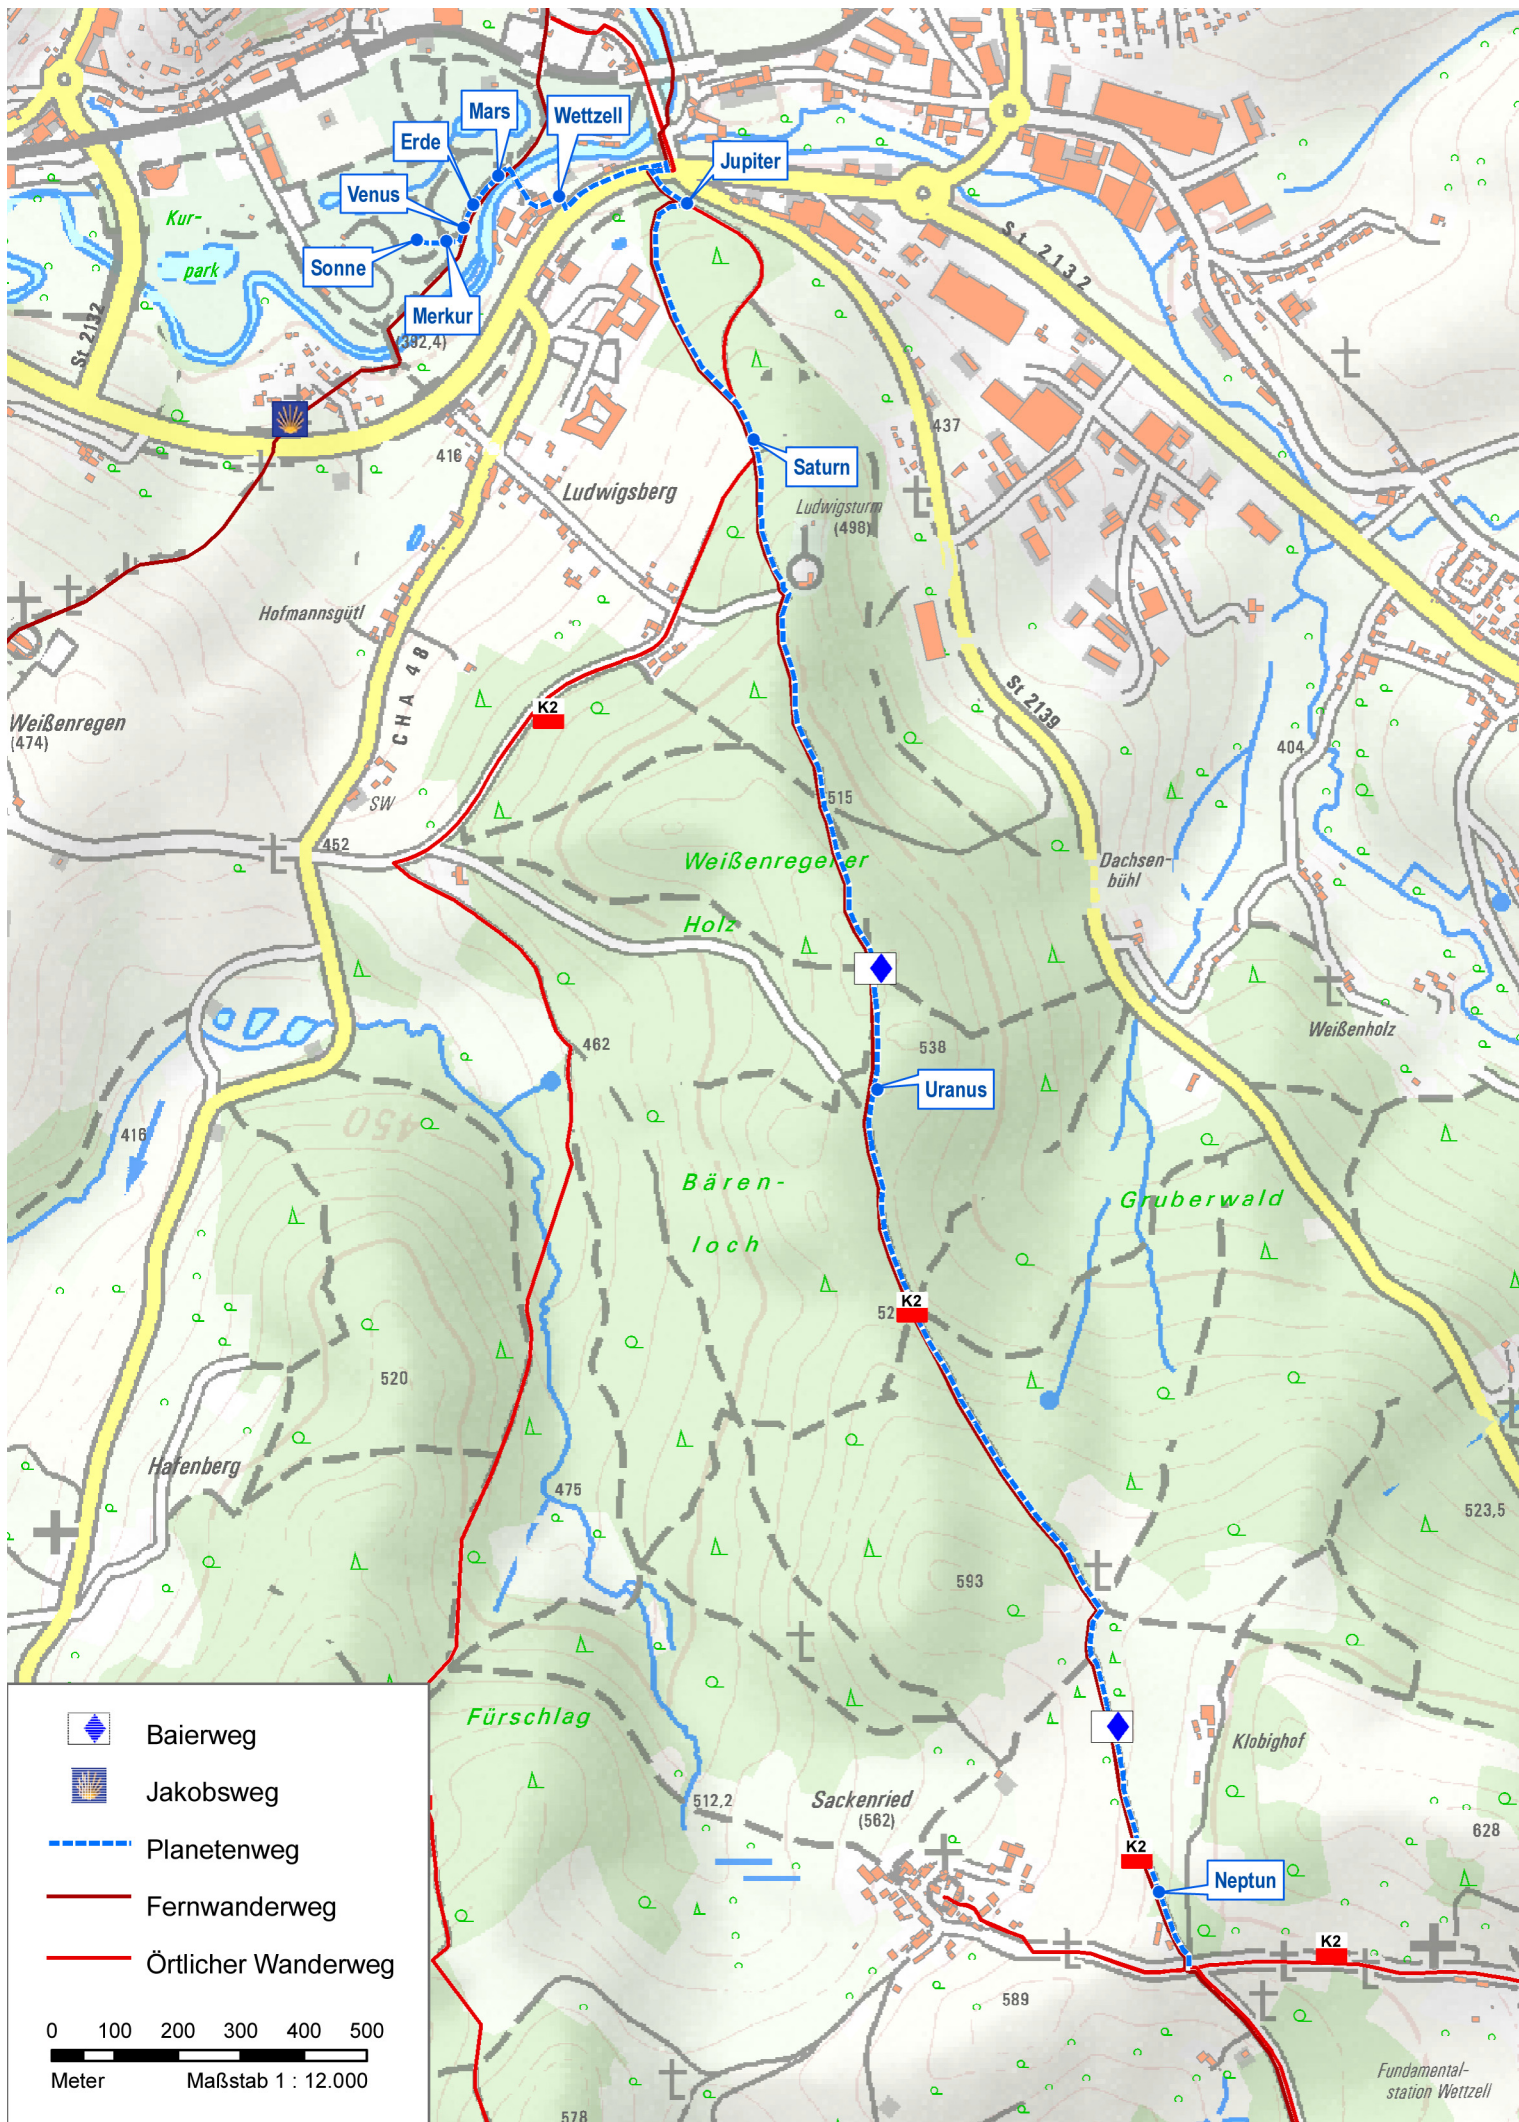 Mars
Wettzell
Erde
Jupiter
Venus
Kur-
park
Sonne
Merkur
St 2132
St 2132
(392,4)
437
416
Saturn
Ludwigsberg
Ludwigsturm
(498)
Hofmannsgütl
CHA 48
St 2139
K2
Weißenregen
(474)
404
SW
515
452
Weißenregener
Holz
Dachsen-
bühl
Weißenholz
462
538
Uranus
450
416
Bären-
loch
Gruberwald
K2
52
520
Hafenberg
475
523,5
593
Fürschlag
Klobighof
Sackenried
(562)
512,2
628
K2
Neptun
K2
589
Fundamental-
station Wettzell
578
Baierweg
Jakobsweg
Planetenweg
Fernwanderweg
Örtlicher Wanderweg
0 100 200 300 400 500
Meter Maßstab 1 : 12.000